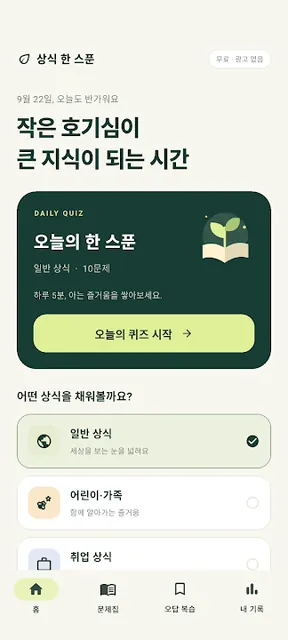 상식 한 스푼
무료 · 광고 없음
9월 22일, 오늘도 반가워요
작은 호기심이
큰 지식이 되는 시간
DAILY QUIZ
오늘의 한 스푼
일반 상식 · 10문제
하루 5분, 아는 즐거움을 쌓아보세요.
오늘의 퀴즈 시작 →
어떤 상식을 채워볼까요?
일반 상식
세상을 보는 눈을 넓혀요
어린이·가족
함께 알아가는 즐거움
취업 상식
홈
문제집
오답 복습
내 기록